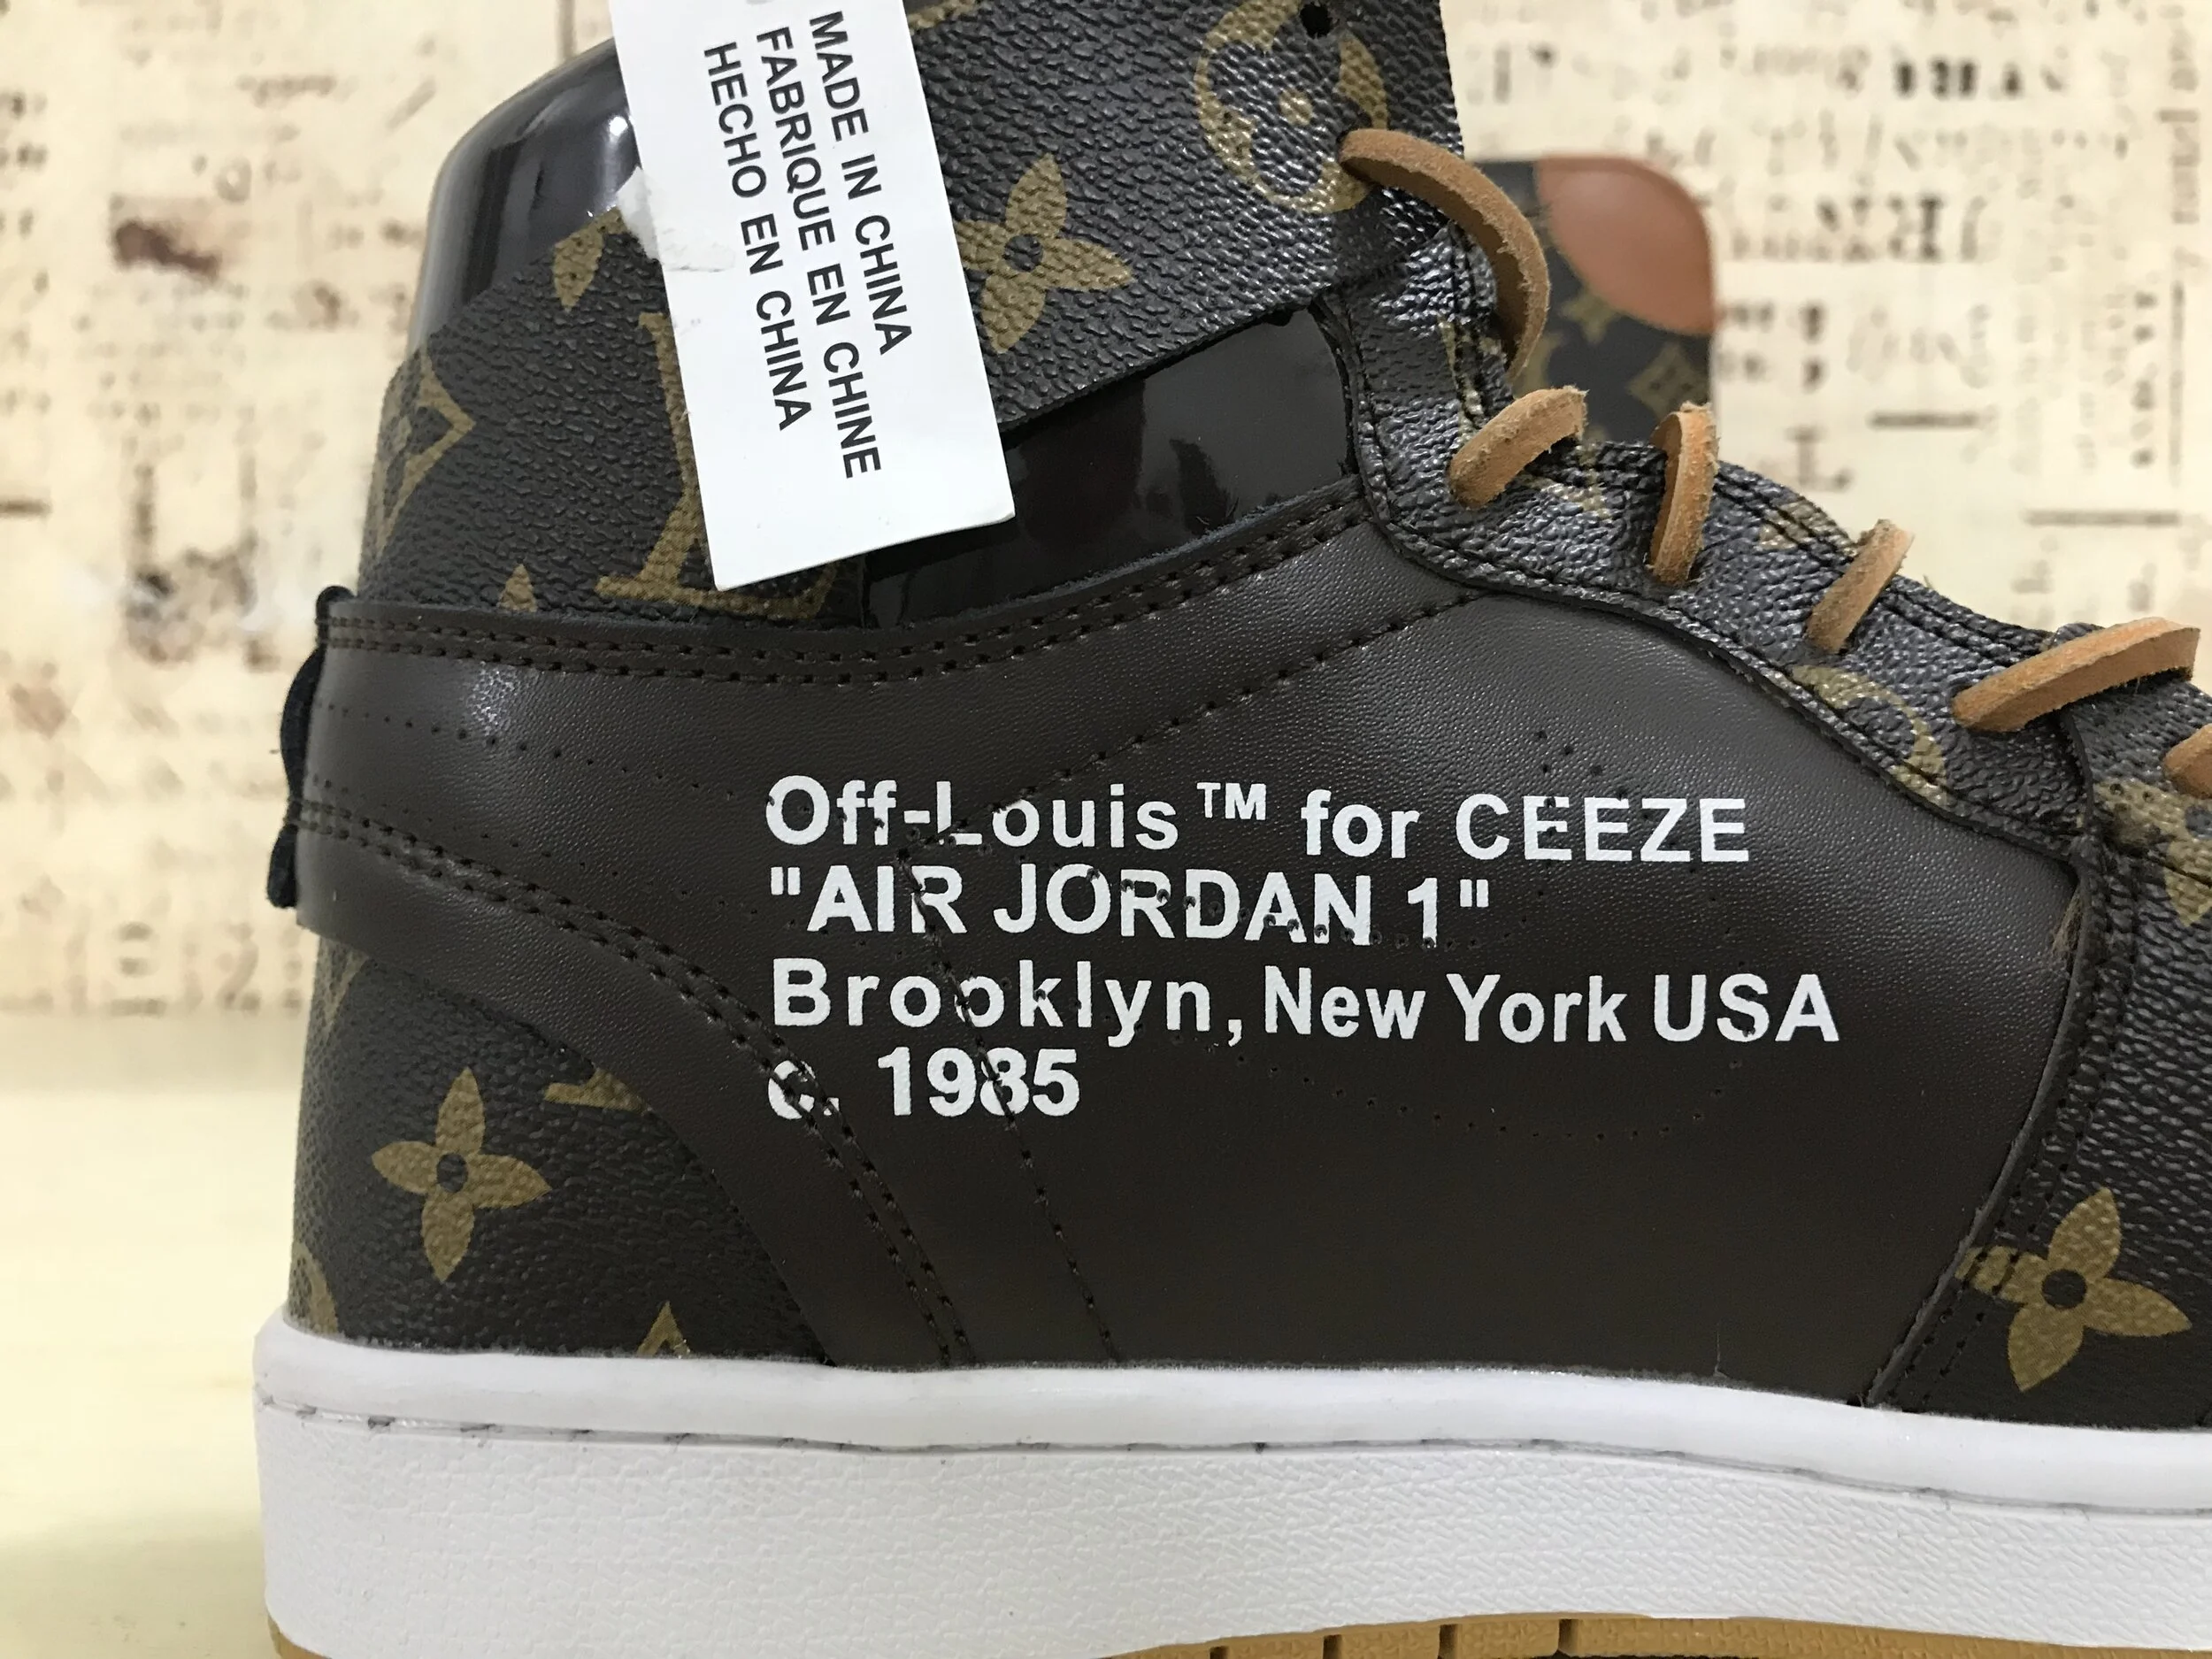 MADE IN CHINA
FABRIQUE EN CHINE
HECHO EN CHINA
Off-Louis™ for CEEZE
"AIR JORDAN 1"
Brooklyn, New York USA
c. 1985